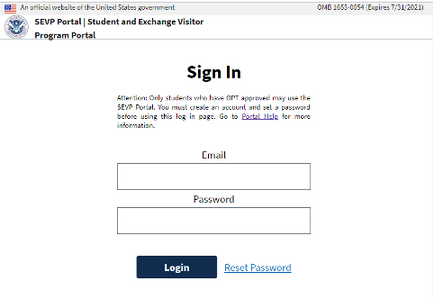 An official website of the United States government
OMB 1653-0054 (Expires 7/31/2021)
SEVP Portal | Student and Exchange Visitor
Program Portal
Sign In
Attention: Only students who have OPT approved may use the
SEVP Portal. You must create an account and set a password
before using this log in page. Go to Portal Help for more
information.
Email
Password
Login
Reset Password